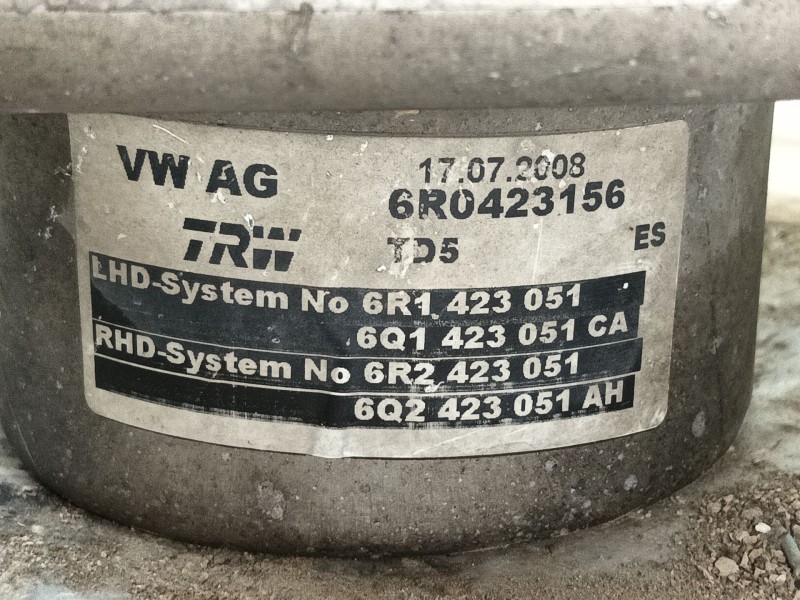 VW AG 17.07.2008
6R0423156
TRW TD5 ES
LHD-System No 6R1 423 051
6Q1 423 051 CA
RHD-System No 6R2 423 051
6Q2 423 051 AH